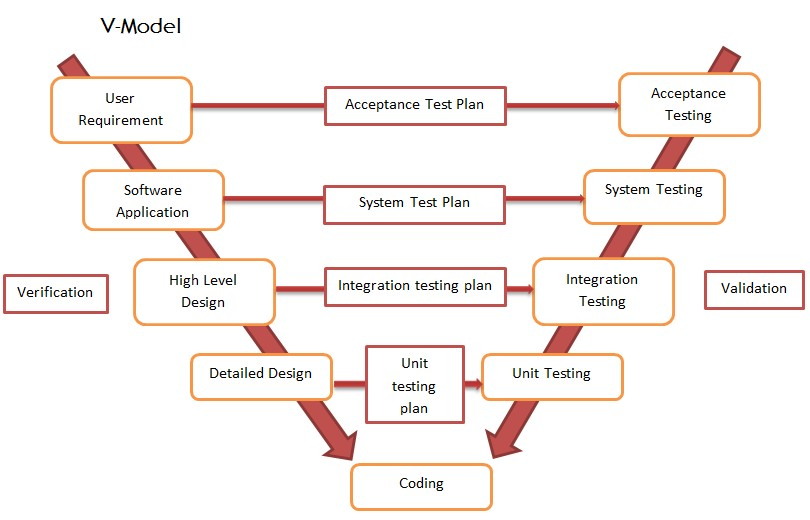 V-Model
User
Requirement
Acceptance Test Plan
Acceptance
Testing
Software
Application
System Test Plan
System Testing
Verification
High Level
Design
Integration testing plan
Integration
Testing
Validation
Detailed Design
Unit
testing
plan
Unit Testing
Coding